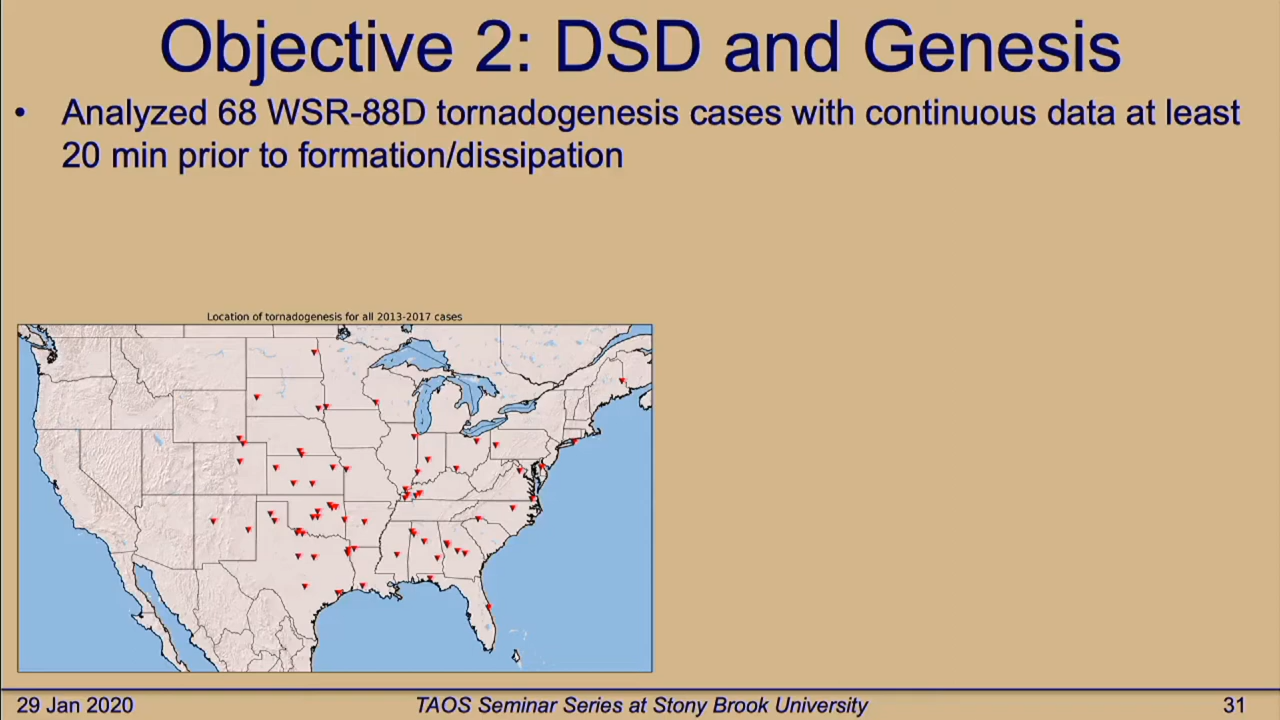 Objective 2: DSD and Genesis
• Analyzed 68 WSR-88D tornadogenesis cases with continuous data at least
20 min prior to formation/dissipation
Location of tornadogenesis for all 2013-2017 cases
29 Jan 2020
TAOS Seminar Series at Stony Brook University
31